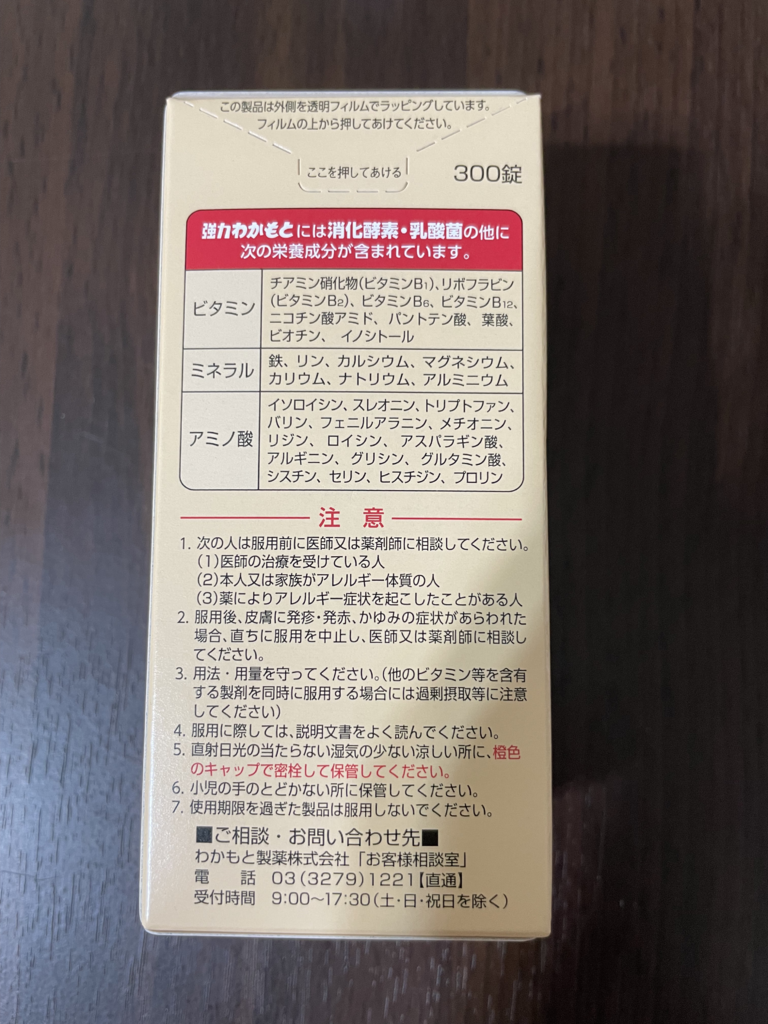 この製品は外側を透明フィルムでラッピングしています。
フィルムの上から押してあけてください。
ここを押してあける
300錠
強力わかもとには消化酵素・乳酸菌の他に
次の栄養成分が含まれています。
ビタミン
チアミン硝化物(ビタミンB1)、リボフラビン
(ビタミンB2)、ビタミンB6、ビタミンB12、
ニコチン酸アミド、パントテン酸、葉酸、
ビオチン、イノシトール
ミネラル
鉄、リン、カルシウム、マグネシウム、
カリウム、ナトリウム、アルミニウム
アミノ酸
イソロイシン、スレオニン、トリプトファン、
バリン、フェニルアラニン、メチオニン、
リジン、ロイシン、アスパラギン酸、
アルギニン、グリシン、グルタミン酸、
シスチン、セリン、ヒスチジン、プロリン
注 意
1. 次の人は服用前に医師又は薬剤師に相談してください。
(1)医師の治療を受けている人
(2)本人又は家族がアレルギー体質の人
(3)薬によりアレルギー症状を起こしたことがある人
2. 服用後、皮膚に発疹・発赤、かゆみの症状があらわれた
場合、直ちに服用を中止し、医師又は薬剤師に相談し
てください。
3. 用法・用量を守ってください。(他のビタミン等を含有
する製剤を同時に服用する場合には過剰摂取等に注意
してください)
4. 服用に際しては、説明文書をよく読んでください。
5. 直射日光の当たらない湿気の少ない涼しい所に、橙色
のキャップで密栓して保管してください。
6. 小児の手のとどかない所に保管してください。
7. 使用期限を過ぎた製品は服用しないでください。
■ご相談・お問い合わせ先■
わかもと製薬株式会社「お客様相談室」
電 話 03(3279)1221【直通】
受付時間 9:00〜17:30(土・日・祝日を除く)